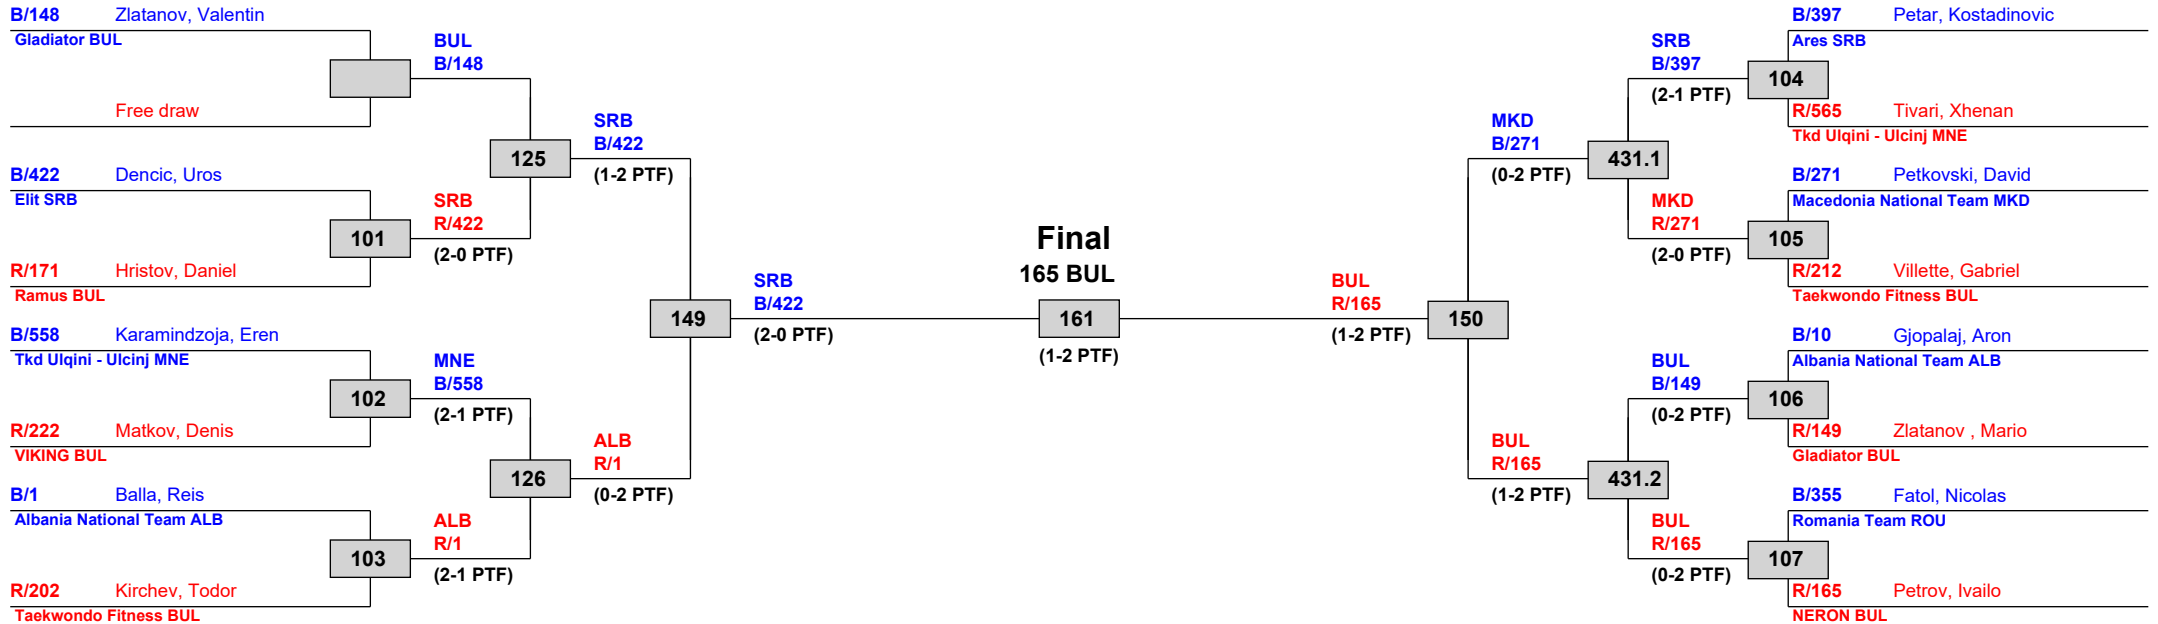 B/148 Zlatanov, Valentin
Gladiator BUL
Free draw
B/422 Dencic, Uros
Elit SRB
101
R/171 Hristov, Daniel
Ramus BUL
B/558 Karamindzoja, Eren
Tkd Ulqini - Ulcinj MNE
102
R/222 Matkov, Denis
VIKING BUL
B/1 Balla, Reis
Albania National Team ALB
103
R/202 Kirchev, Todor
Taekwondo Fitness BUL
BUL
B/148
125
SRB
R/422
(2-0 PTF)
MNE
B/558
(2-1 PTF)
126
ALB
R/1
(2-1 PTF)
SRB
B/422
(1-2 PTF)
149
ALB
R/1
(0-2 PTF)
SRB
B/422
(2-0 PTF)
Final
165 BUL
161
(1-2 PTF)
BUL
R/165
(1-2 PTF)
MKD
B/271
(0-2 PTF)
150
BUL
R/165
(1-2 PTF)
SRB
B/397
(2-1 PTF)
431.1
MKD
R/271
(2-0 PTF)
BUL
B/149
(0-2 PTF)
431.2
BUL
R/165
(0-2 PTF)
B/397 Petar, Kostadinovic
Ares SRB
104
R/565 Tivari, Xhenan
Tkd Ulqini - Ulcinj MNE
B/271 Petkovski, David
Macedonia National Team MKD
105
R/212 Villette, Gabriel
Taekwondo Fitness BUL
B/10 Gjopalaj, Aron
Albania National Team ALB
106
R/149 Zlatanov , Mario
Gladiator BUL
B/355 Fatol, Nicolas
Romania Team ROU
107
R/165 Petrov, Ivailo
NERON BUL